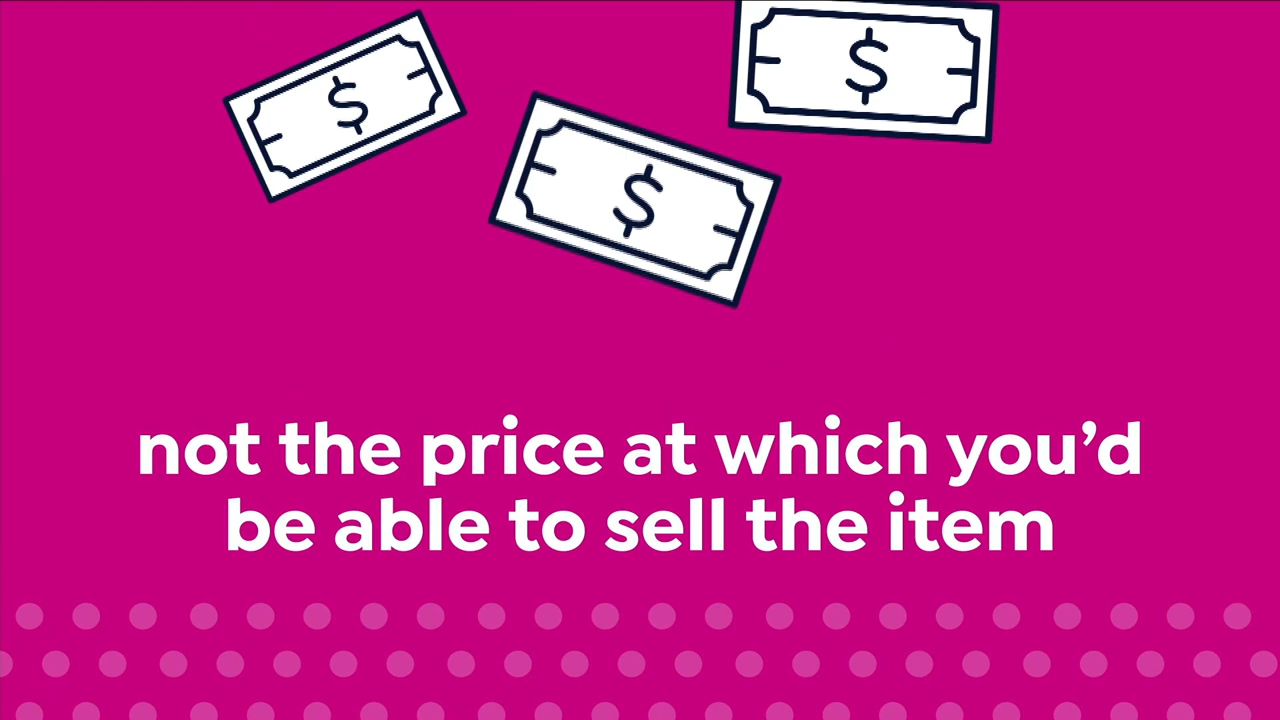 $
$
$
not the price at which you’d
be able to sell the item